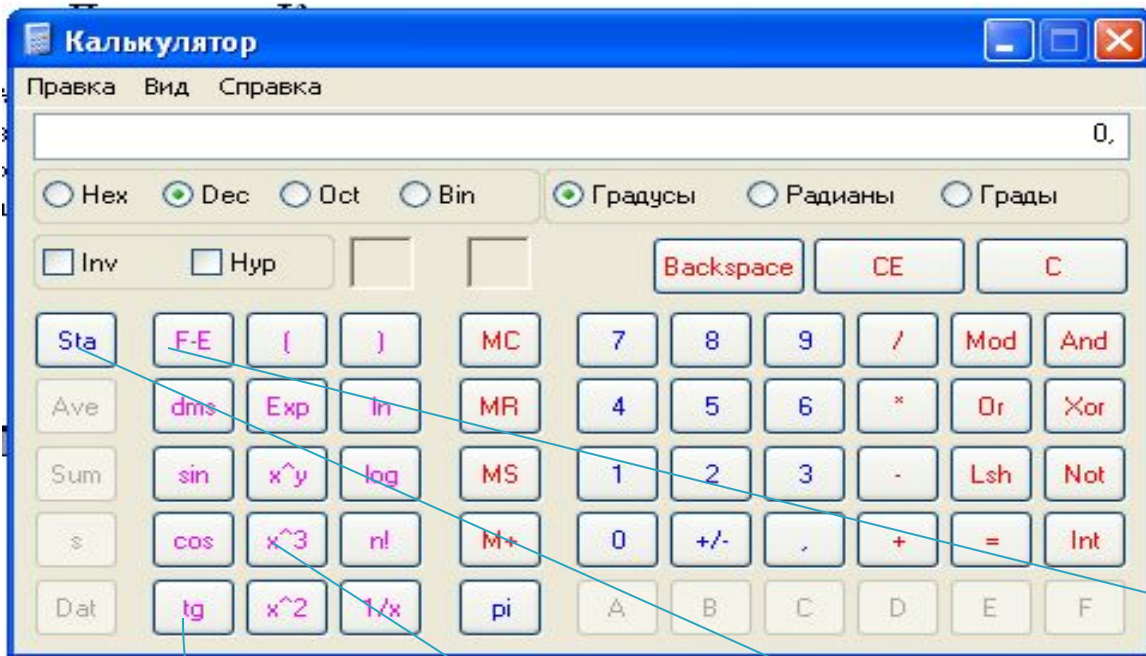 Калькулятор
Правка Вид Справка
0,
Hex Dec Oct Bin Градусы Радианы Грады
Inv Hyp Backspace CE C
Sta F-E ( ) MC 7 8 9 / Mod And
Ave dms Exp ln MR 4 5 6 * Or Xor
Sum sin x^y log MS 1 2 3 - Lsh Not
s cos x^3 n! M+ 0 +/- , + = Int
Dat tg x^2 1/x pi A B C D E F